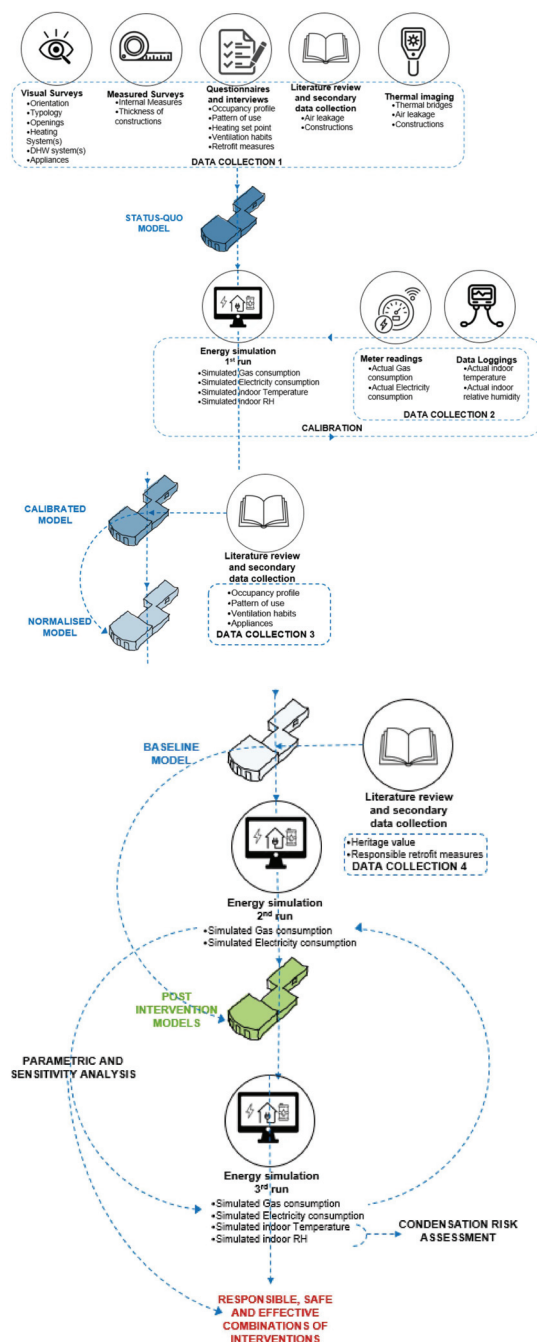 Visual Surveys
•Orientation
•Typology
•Openings
•Heating
System(s)
•DHW system(s)
•Appliances
Measured Surveys
•Internal Measures
•Thickness of
constructions
Questionnaires
and interviews
•Occupancy profile
•Pattern of use
•Heating set point
•Ventilation habits
•Retrofit measures
Literature review
and secondary
data collection
•Air leakage
•Constructions
Thermal imaging
•Thermal bridges
•Air leakage
•Constructions
DATA COLLECTION 1
STATUS-QUO
MODEL
Energy simulation
1st run
•Simulated Gas consumption
•Simulated Electricity consumption
•Simulated indoor Temperature
•Simulated indoor RH
Meter readings
•Actual Gas
consumption
•Actual Electricity
consumption
Data Loggings
•Actual indoor
temperature
•Actual indoor
relative humidity
DATA COLLECTION 2
CALIBRATION
CALIBRATED
MODEL
Literature review
and secondary
data collection
•Occupancy profile
•Pattern of use
•Ventilation habits
•Appliances
DATA COLLECTION 3
NORMALISED
MODEL
BASELINE
MODEL
Literature review
and secondary
data collection
•Heritage value
•Responsible retrofit measures
DATA COLLECTION 4
Energy simulation
2nd run
•Simulated Gas consumption
•Simulated Electricity consumption
POST
INTERVENTION
MODELS
PARAMETRIC AND
SENSITIVITY ANALYSIS
Energy simulation
3rd run
•Simulated Gas consumption
•Simulated Electricity consumption
•Simulated indoor Temperature
•Simulated indoor RH
CONDENSATION RISK
ASSESSMENT
RESPONSIBLE, SAFE
AND EFFECTIVE
COMBINATIONS OF
INTERVENTIONS